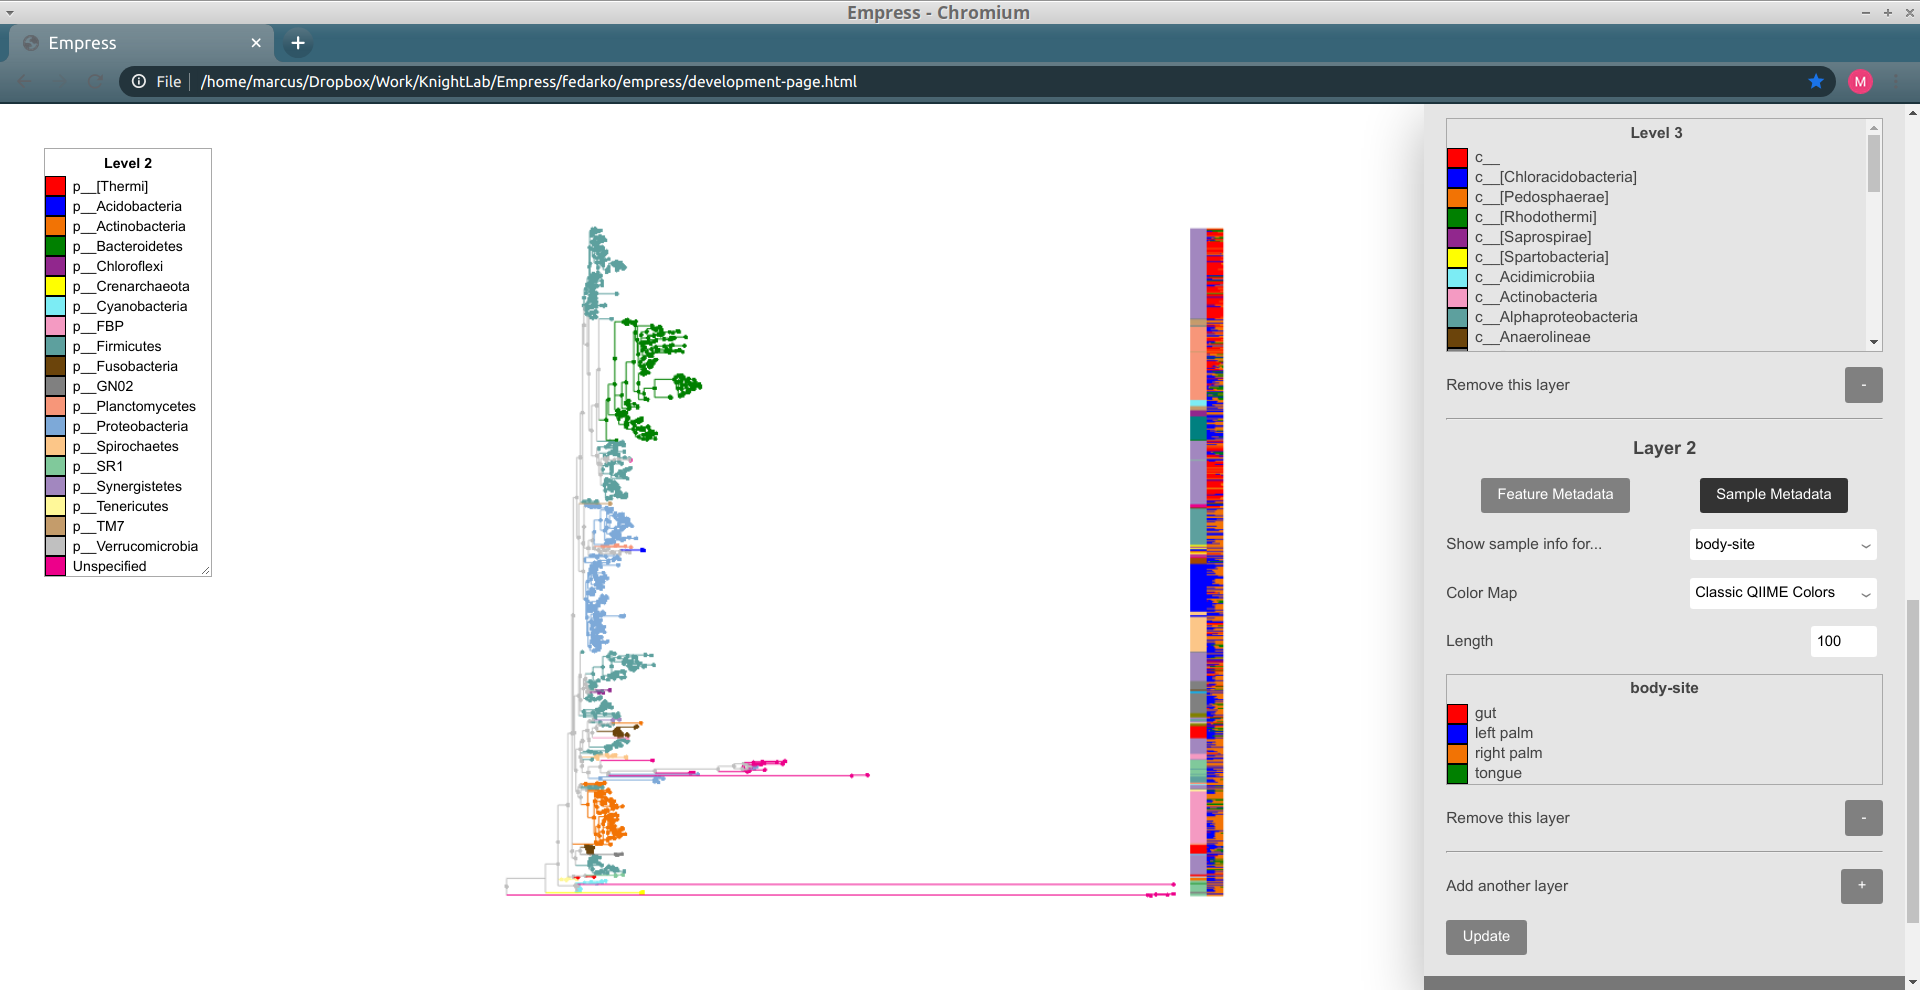 Empress - Chromium
Empress
File /home/marcus/Dropbox/Work/KnightLab/Empress/fedarko/empress/development-page.html
M
Level 2
p__[Thermi]
p__Acidobacteria
p__Actinobacteria
p__Bacteroidetes
p__Chloroflexi
p__Crenarchaeota
p__Cyanobacteria
p__FBP
p__Firmicutes
p__Fusobacteria
p__GN02
p__Planctomycetes
p__Proteobacteria
p__Spirochaetes
p__SR1
p__Synergistetes
p__Tenericutes
p__TM7
p__Verrucomicrobia
Unspecified
Level 3
c__
c__[Chloracidobacteria]
c__[Pedosphaerae]
c__[Rhodothermi]
c__[Saprospirae]
c__[Spartobacteria]
c__Acidimicrobiia
c__Actinobacteria
c__Alphaproteobacteria
c__Anaerolineae
Remove this layer -
Layer 2
Feature Metadata Sample Metadata
Show sample info for... body-site
Color Map Classic QIIME Colors
Length 100
body-site
gut
left palm
right palm
tongue
Remove this layer -
Add another layer +
Update